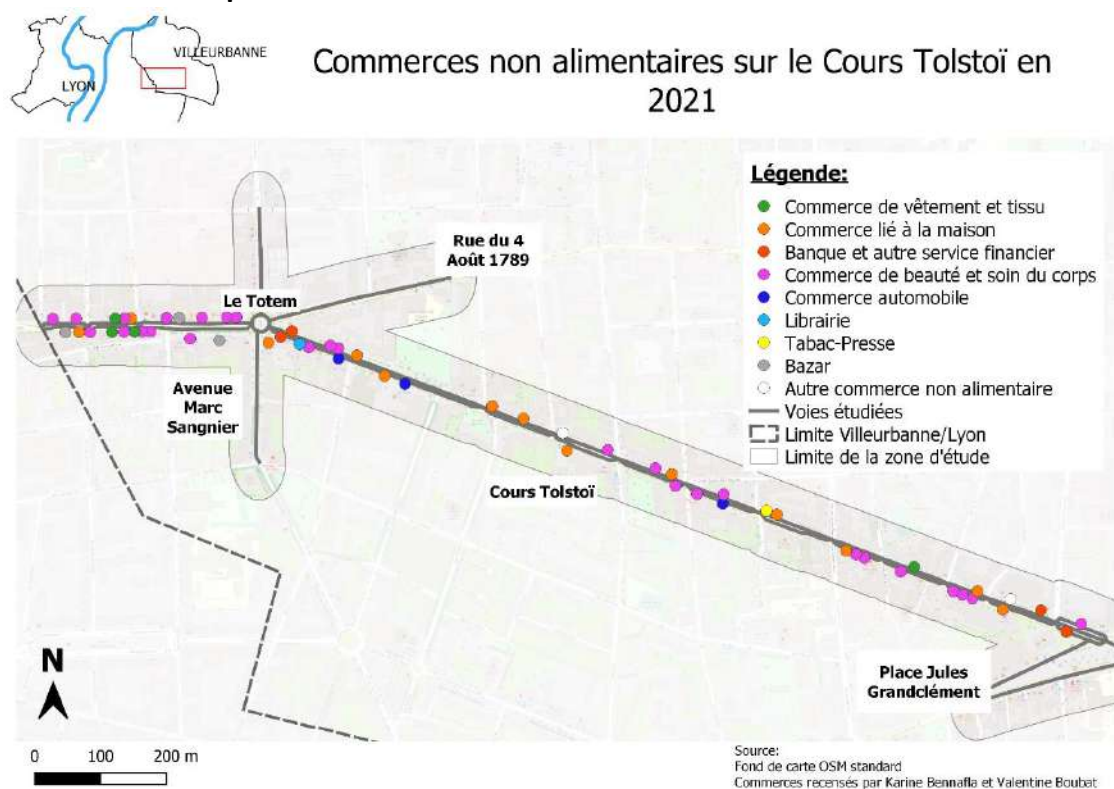 VILLEURBANNE
LYON
Commerces non alimentaires sur le Cours Tolstoï en
2021
Légende:
Commerce de vêtement et tissu
Commerce lié à la maison
Banque et autre service financier
Commerce de beauté et soin du corps
Commerce automobile
Librairie
Tabac-Presse
Bazar
Autre commerce non alimentaire
Voies étudiées
Limite Villeurbanne/Lyon
Limite de la zone d'étude
Rue du 4
Août 1789
Le Totem
Avenue
Marc
Sangnier
Cours Tolstoï
Place Jules
Grandclément
N
0 100 200 m
Source:
Fond de carte OSM standard
Commerces recensés par Karine Bennafla et Valentine Boubat